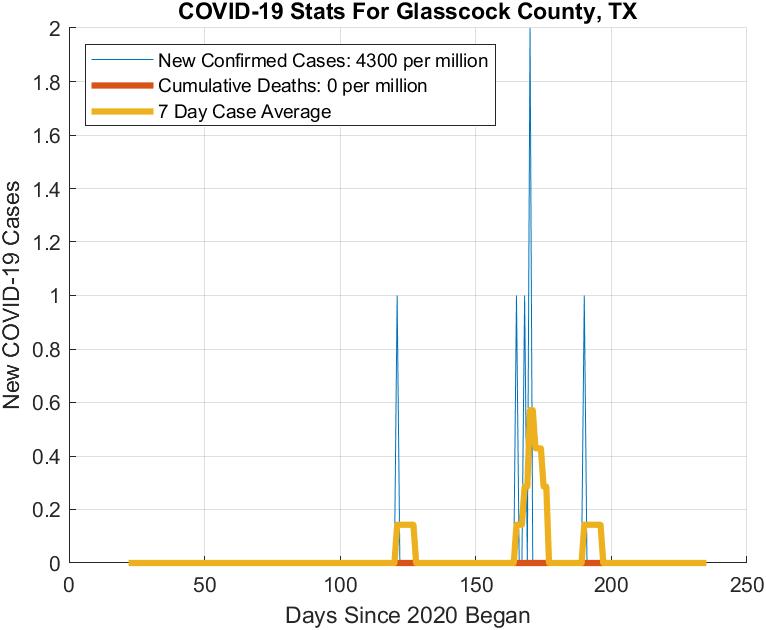 COVID-19 Stats For Glasscock County, TX
New Confirmed Cases: 4300 per million
Cumulative Deaths: 0 per million
7 Day Case Average
New COVID-19 Cases
2
1.8
1.6
1.4
1.2
1
0.8
0.6
0.4
0.2
0
0 50 100 150 200 250
Days Since 2020 Began